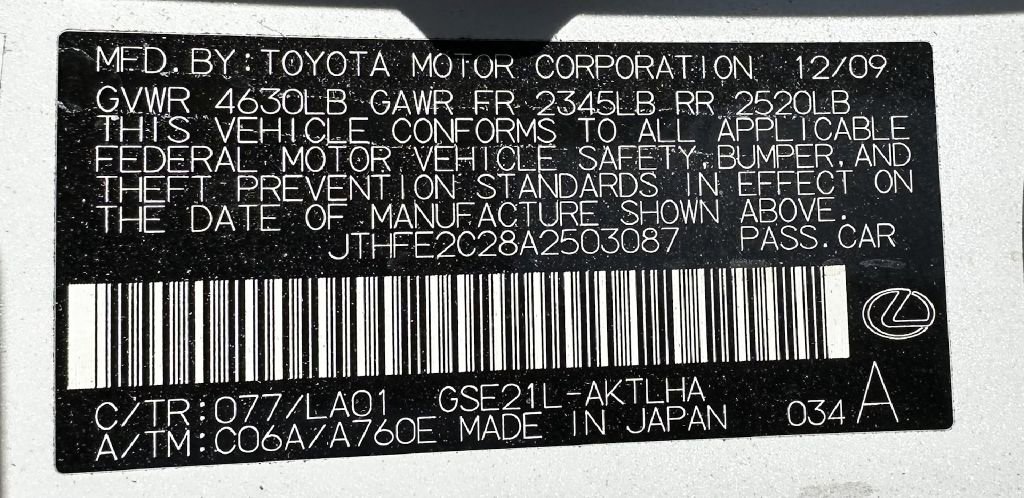 MFD. BY: TOYOTA MOTOR CORPORATION 12/09
GVWR 4630LB GAWR FR 2345LB RR 2520LB
THIS VEHICLE CONFORMS TO ALL APPLICABLE
FEDERAL MOTOR VEHICLE SAFETY, BUMPER, AND
THEFT PREVENTION STANDARDS IN EFFECT ON
THE DATE OF MANUFACTURE SHOWN ABOVE.
JTHFE2C28A2503087 PASS. CAR
C/TR: 077/LA01 GSE21L-AKTLHA
A/TM: C06A/A760E MADE IN JAPAN 034 A